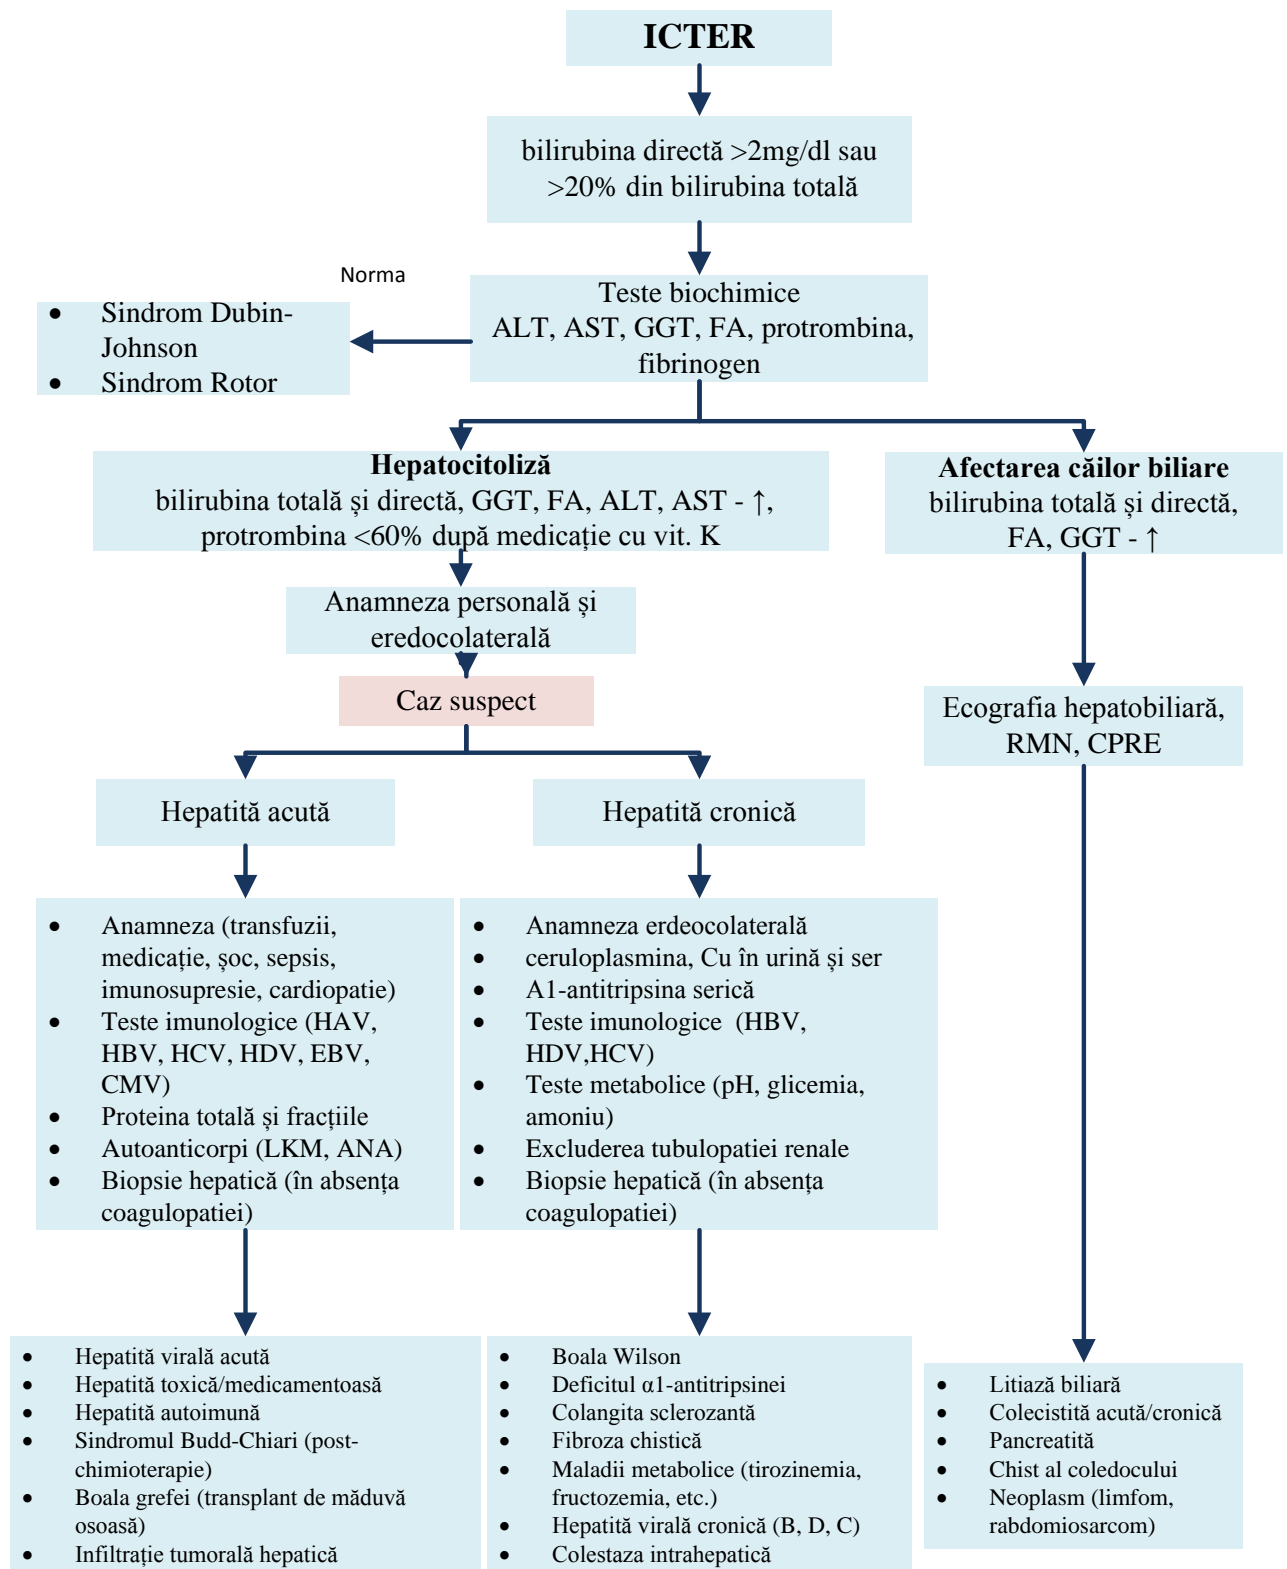 ICTER
bilirubina directă >2mg/dl sau
>20% din bilirubina totală
Norma
Teste biochimice
ALT, AST, GGT, FA, protrombina,
fibrinogen
• Sindrom Dubin-
Johnson
• Sindrom Rotor
Hepatocitoliză
bilirubina totală și directă, GGT, FA, ALT, AST - ↑,
protrombina <60% după medicație cu vit. K
Afectarea căilor biliare
bilirubina totală și directă,
FA, GGT - ↑
Anamneza personală și
eredocolaterală
Caz suspect
Ecografia hepatobiliară,
RMN, CPRE
Hepatită acută
Hepatită cronică
• Anamneza (transfuzii,
medicație, șoc, sepsis,
imunosupresie, cardiopatie)
• Teste imunologice (HAV,
HBV, HCV, HDV, EBV,
CMV)
• Proteina totală și fracțiile
• Autoanticorpi (LKM, ANA)
• Biopsie hepatică (în absența
coagulopatiei)
• Anamneza erdeocolaterală
• ceruloplasmina, Cu în urină și ser
• A1-antitripsina serică
• Teste imunologice (HBV,
HDV,HCV)
• Teste metabolice (pH, glicemia,
amoniu)
• Excluderea tubulopatiei renale
• Biopsie hepatică (în absența
coagulopatiei)
• Hepatită virală acută
• Hepatită toxică/medicamentoasă
• Hepatită autoimună
• Sindromul Budd-Chiari (post-
chimioterapie)
• Boala grefei (transplant de măduvă
osoasă)
• Infiltrație tumorală hepatică
• Boala Wilson
• Deficitul α1-antitripsinei
• Colangita sclerozantă
• Fibroza chistică
• Maladii metabolice (tirozinemia,
fructozemia, etc.)
• Hepatită virală cronică (B, D, C)
• Colestaza intrahepatică
• Litiază biliară
• Colecistită acută/cronică
• Pancreatită
• Chist al coledocului
• Neoplasm (limfom,
rabdomiosarcom)